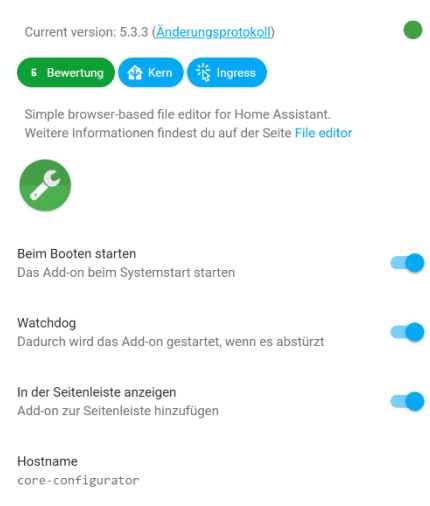 Current version: 5.3.3 (Änderungsprotokoll)
6 Bewertung Kern Ingress
Simple browser-based file editor for Home Assistant.
Weitere Informationen findest du auf der Seite File editor
Beim Booten starten
Das Add-on beim Systemstart starten
Watchdog
Dadurch wird das Add-on gestartet, wenn es abstürzt
In der Seitenleiste anzeigen
Add-on zur Seitenleiste hinzufügen
Hostname
core-configurator